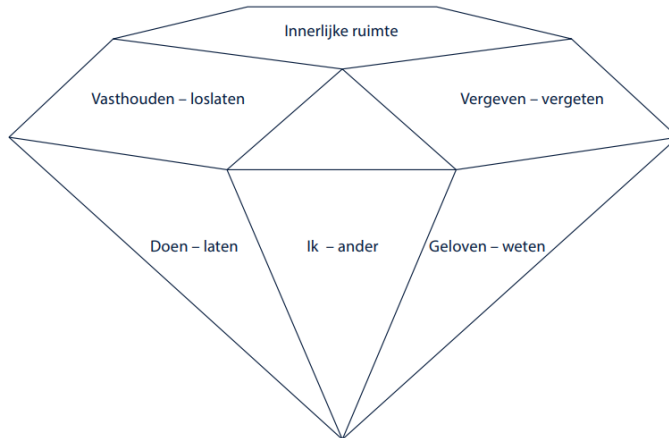 Innerlijke ruimte
Vasthouden – loslaten
Vergeven – vergeten
Doen – laten
Ik – ander
Geloven – weten